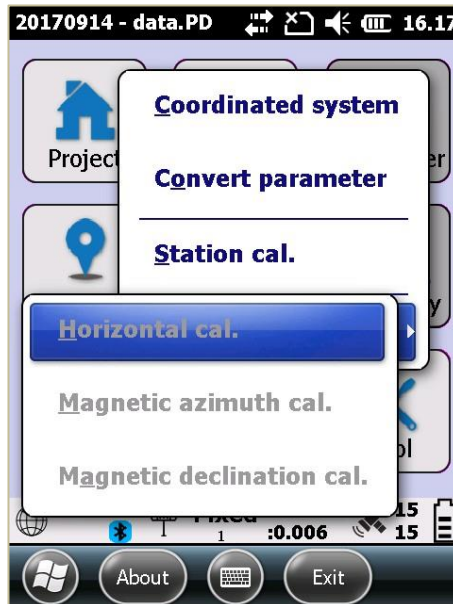 20170914 - data.PD 16.17
Coordinated system
Project
Convert parameter
Station cal.
Horizontal cal.
Magnetic azimuth cal.
Magnetic declination cal.
1 :0.006 15
15
About Exit